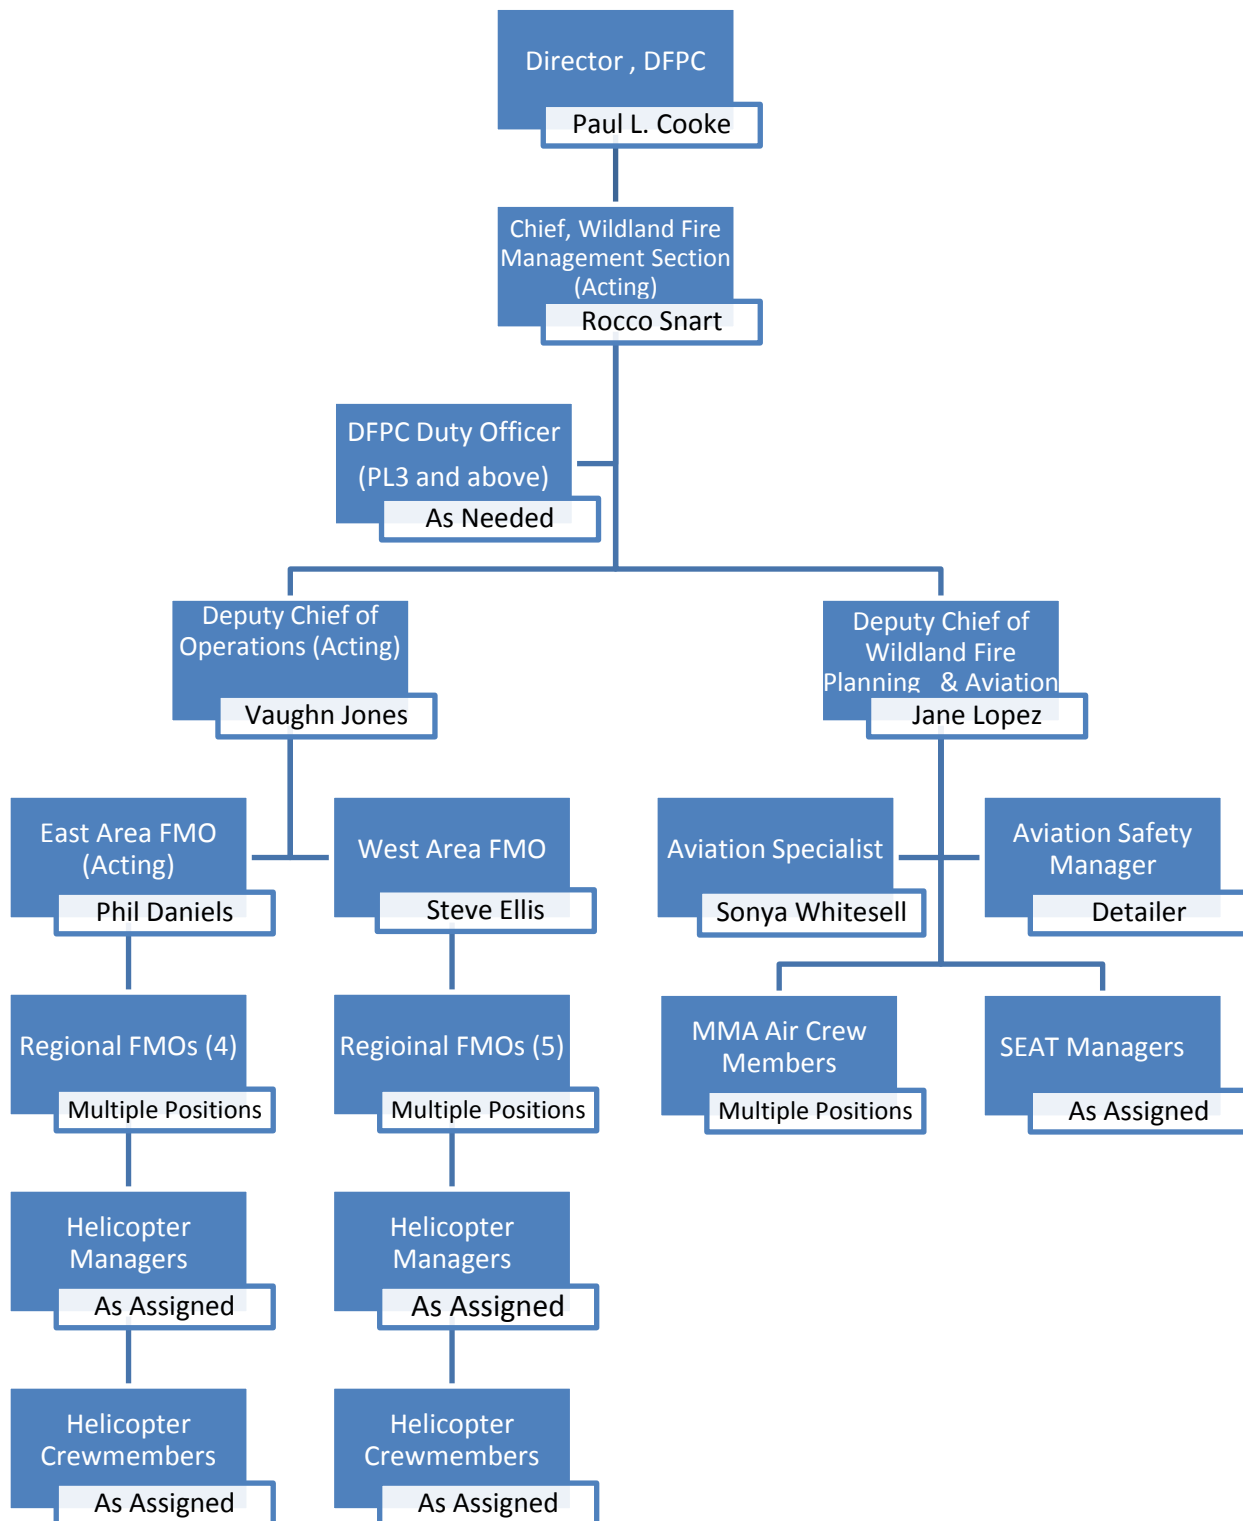 Director , DFPC
Paul L. Cooke
Chief, Wildland Fire
Management Section
(Acting)
Rocco Snart
DFPC Duty Officer
(PL3 and above)
As Needed
Deputy Chief of
Operations (Acting)
Vaughn Jones
Deputy Chief of
Wildland Fire
Planning & Aviation
Jane Lopez
East Area FMO
(Acting)
Phil Daniels
West Area FMO
Steve Ellis
Aviation Specialist
Sonya Whitesell
Aviation Safety
Manager
Detailer
Regional FMOs (4)
Multiple Positions
Regioinal FMOs (5)
Multiple Positions
MMA Air Crew
Members
Multiple Positions
SEAT Managers
As Assigned
Helicopter
Managers
As Assigned
Helicopter
Managers
As Assigned
Helicopter
Crewmembers
As Assigned
Helicopter
Crewmembers
As Assigned